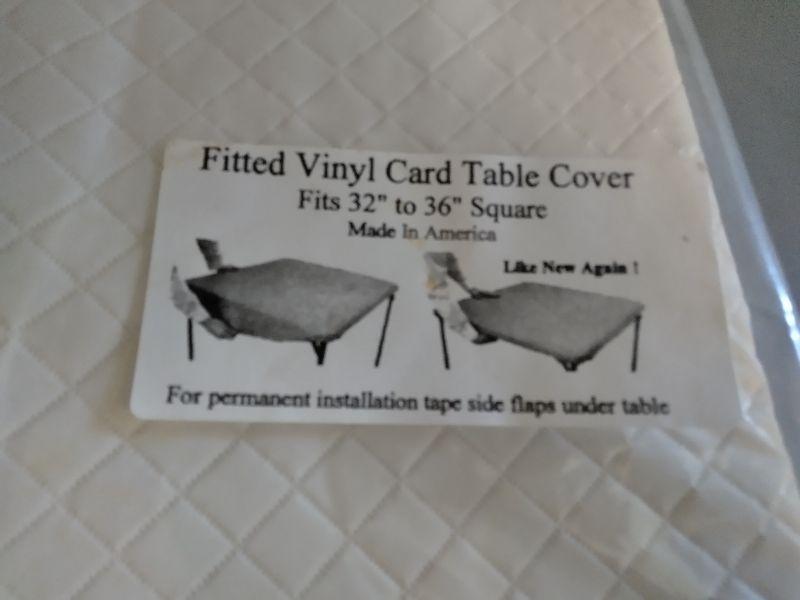 Fitted Vinyl Card Table Cover
Fits 32" to 36" Square
Made In America
Like New Again !
For permanent installation tape side flaps under table